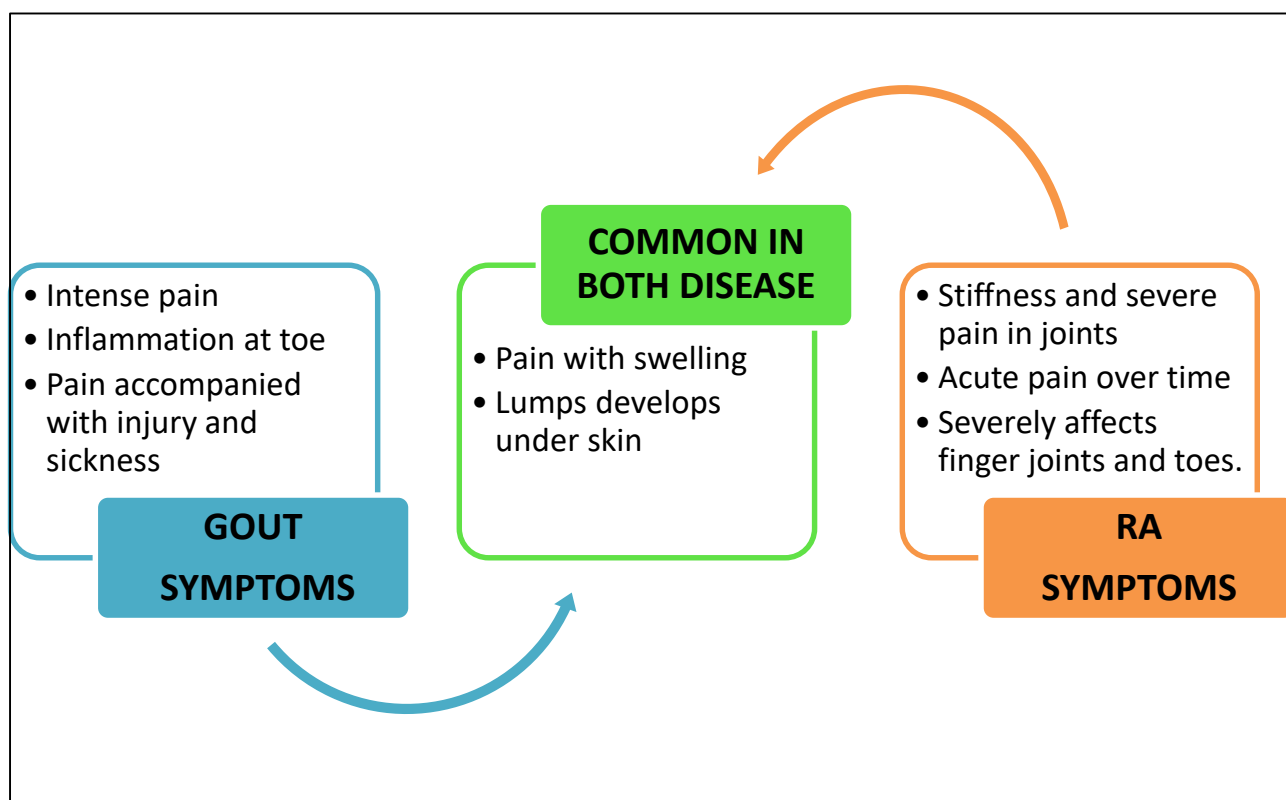 • Intense pain
• Inflammation at toe
• Pain accompanied
with injury and
sickness
GOUT
SYMPTOMS
COMMON IN
BOTH DISEASE
• Pain with swelling
• Lumps develops
under skin
• Stiffness and severe
pain in joints
• Acute pain over time
• Severely affects
finger joints and toes.
RA
SYMPTOMS